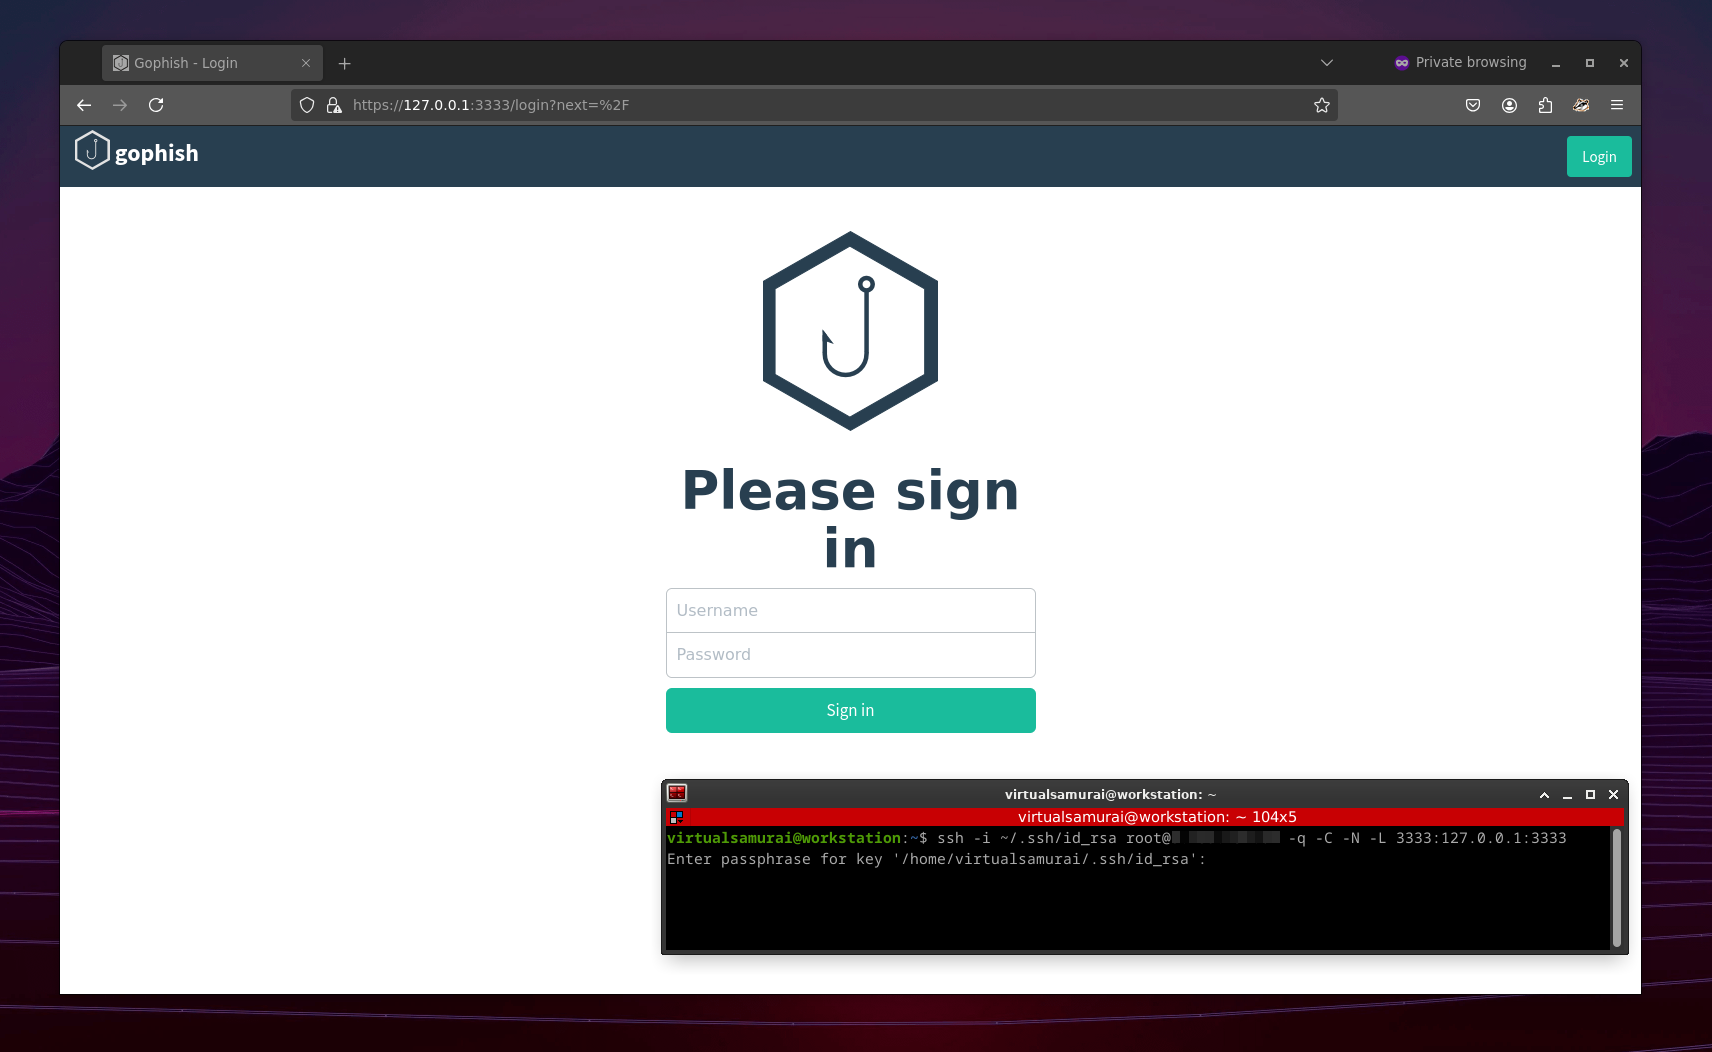 Gophish - Login
Private browsing
https://127.0.0.1:3333/login?next=%2F
gophish
Login
Please sign
in
Username
Password
Sign in
virtualsamurai@workstation: ~
virtualsamurai@workstation: ~ 104x5
virtualsamurai@workstation:~$ ssh -i ~/.ssh/id_rsa root@ -q -C -N -L 3333:127.0.0.1:3333
Enter passphrase for key '/home/virtualsamurai/.ssh/id_rsa':